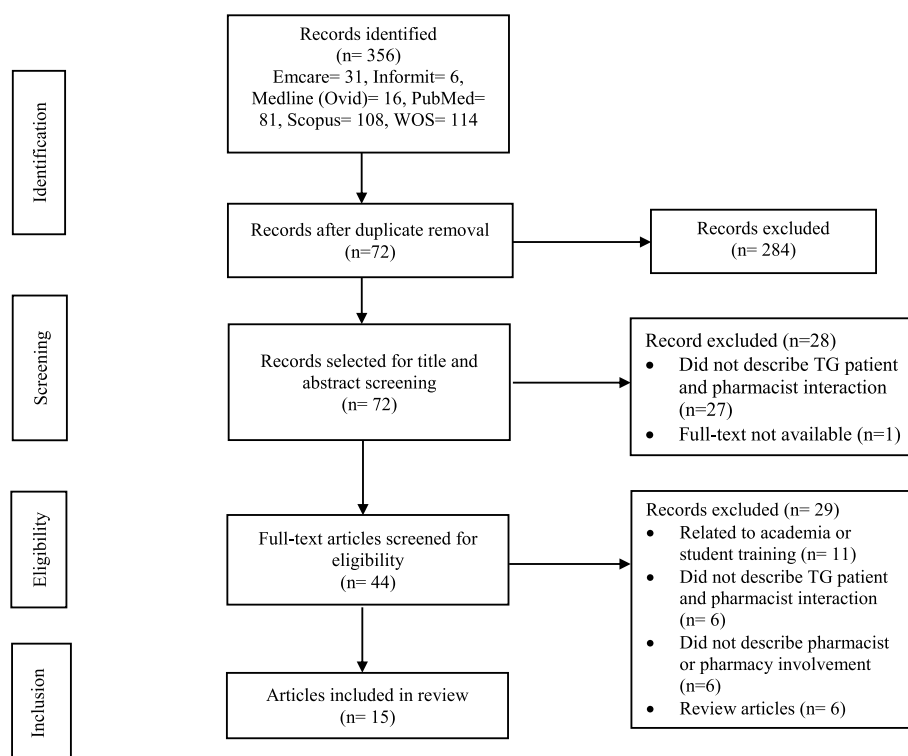 Identification
Records identified
(n= 356)
Emcare= 31, Informit= 6,
Medline (Ovid)= 16, PubMed=
81, Scopus= 108, WOS= 114
Records after duplicate removal
(n=72)
Records excluded
(n= 284)
Screening
Records selected for title and
abstract screening
(n= 72)
Record excluded (n=28)
• Did not describe TG patient
and pharmacist interaction
(n=27)
• Full-text not available (n=1)
Eligibility
Full-text articles screened for
eligibility
(n= 44)
Records excluded (n= 29)
• Related to academia or
student training (n= 11)
• Did not describe TG patient
and pharmacist interaction
(n= 6)
• Did not describe pharmacist
or pharmacy involvement
(n=6)
• Review articles (n= 6)
Inclusion
Articles included in review
(n= 15)